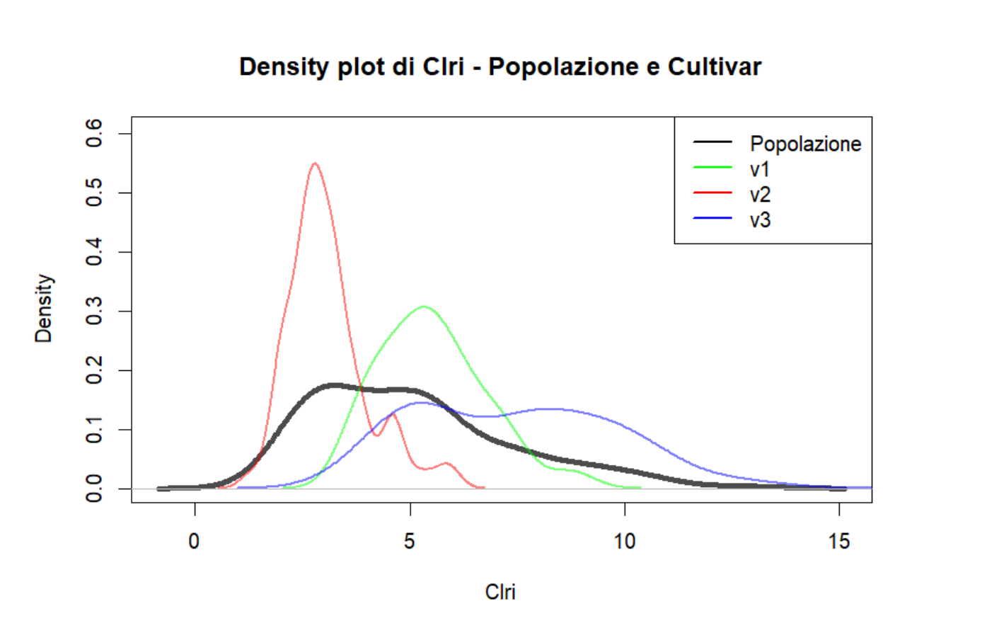 Density plot di Clri - Popolazione e Cultivar
Popolazione
v1
v2
v3
0.6
0.5
0.4
0.3
0.2
0.1
0.0
Density
0 5 10 15
Clri